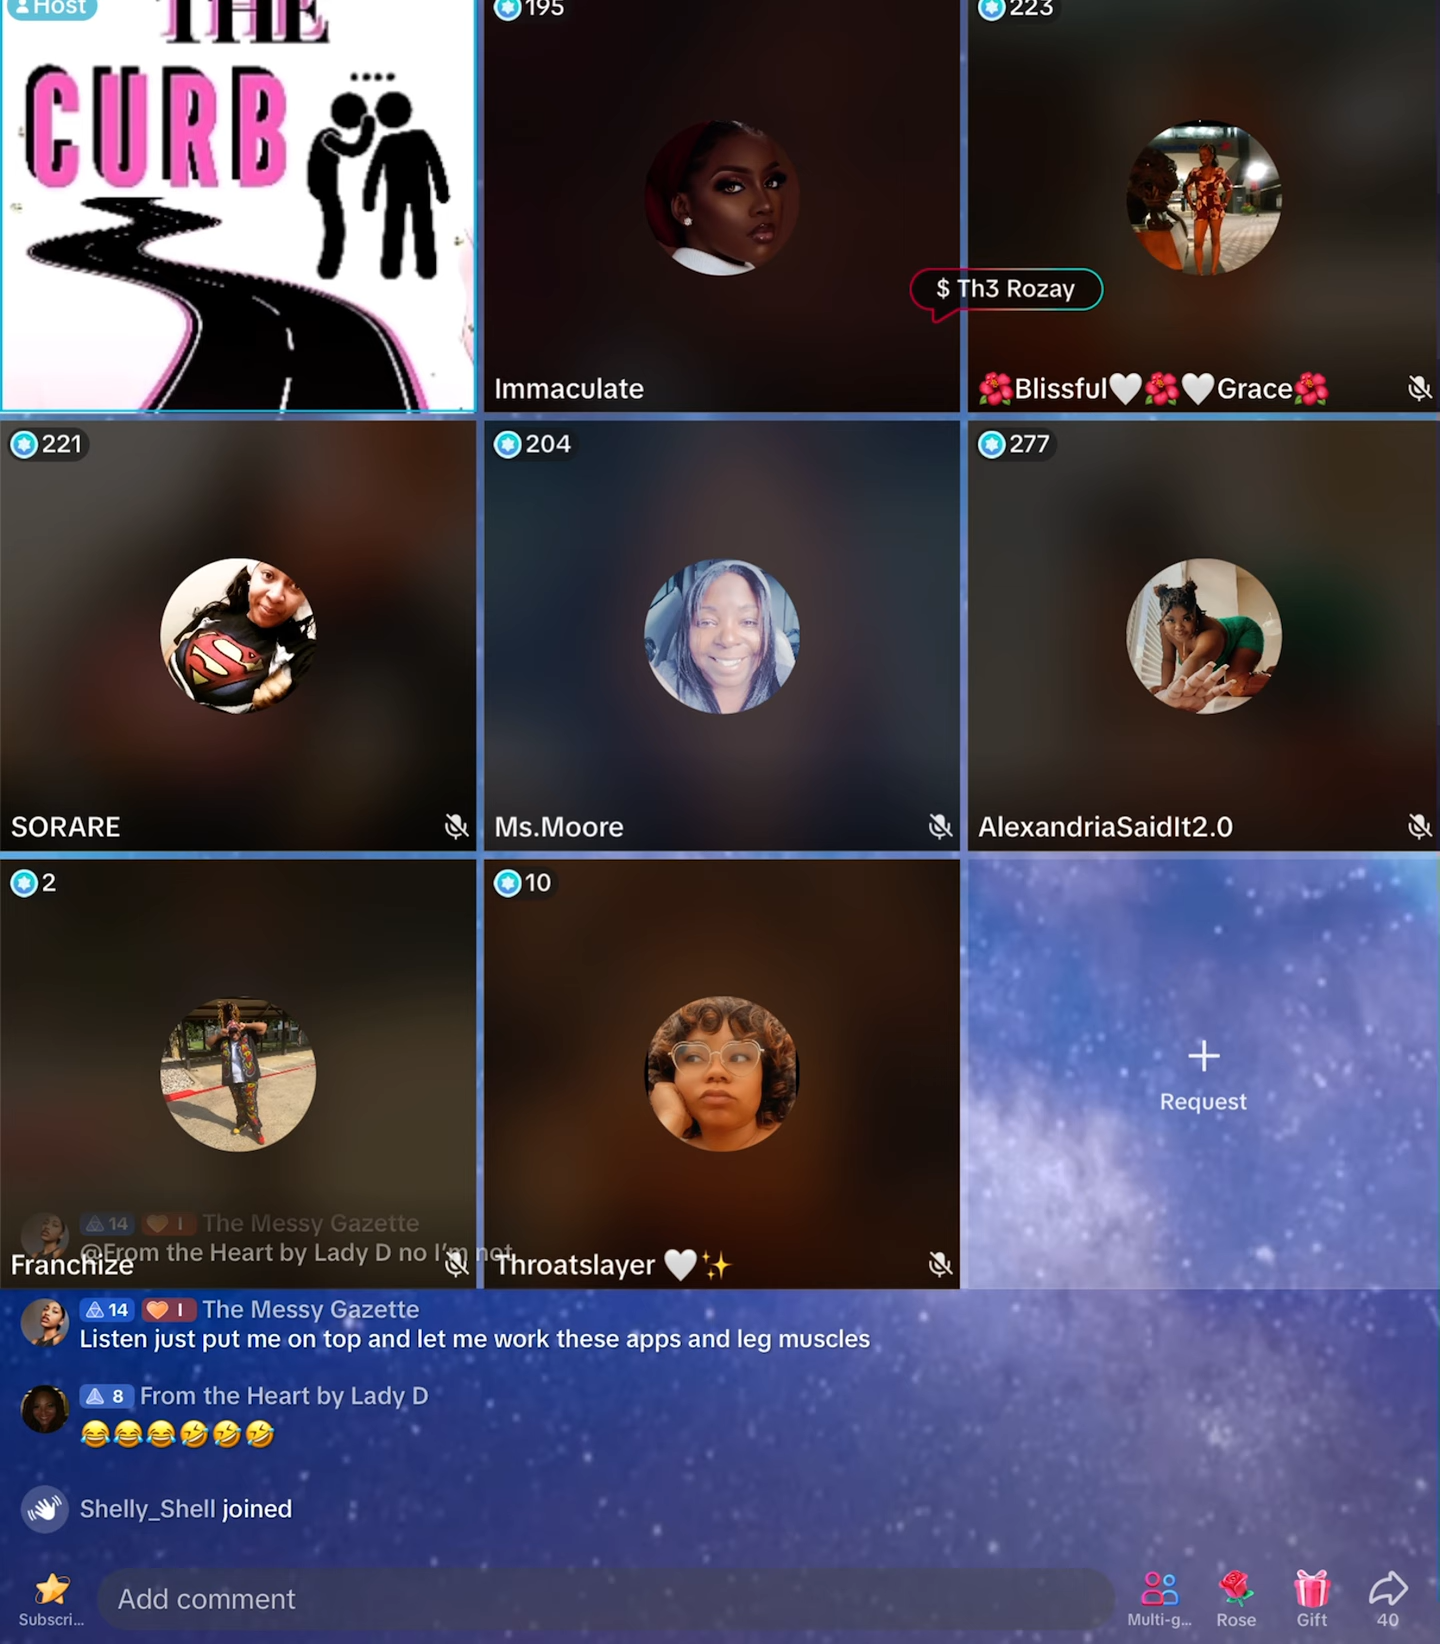 Host
THE
CURB
195
Immaculate
223
$ Th3 Rozay
🌺Blissful🤍🌺🤍Grace🌺
221
SORARE
204
Ms.Moore
277
AlexandriaSaidIt2.0
2
Franchize
10
Throatslayer 🤍✨
+
Request
14 I The Messy Gazette
@From the Heart by Lady D no I'm not
14 I The Messy Gazette
Listen just put me on top and let me work these apps and leg muscles
8 From the Heart by Lady D
😂😂😂🤣🤣🤣
Shelly_Shell joined
Subscri...
Add comment
Multi-g...
Rose
Gift
40